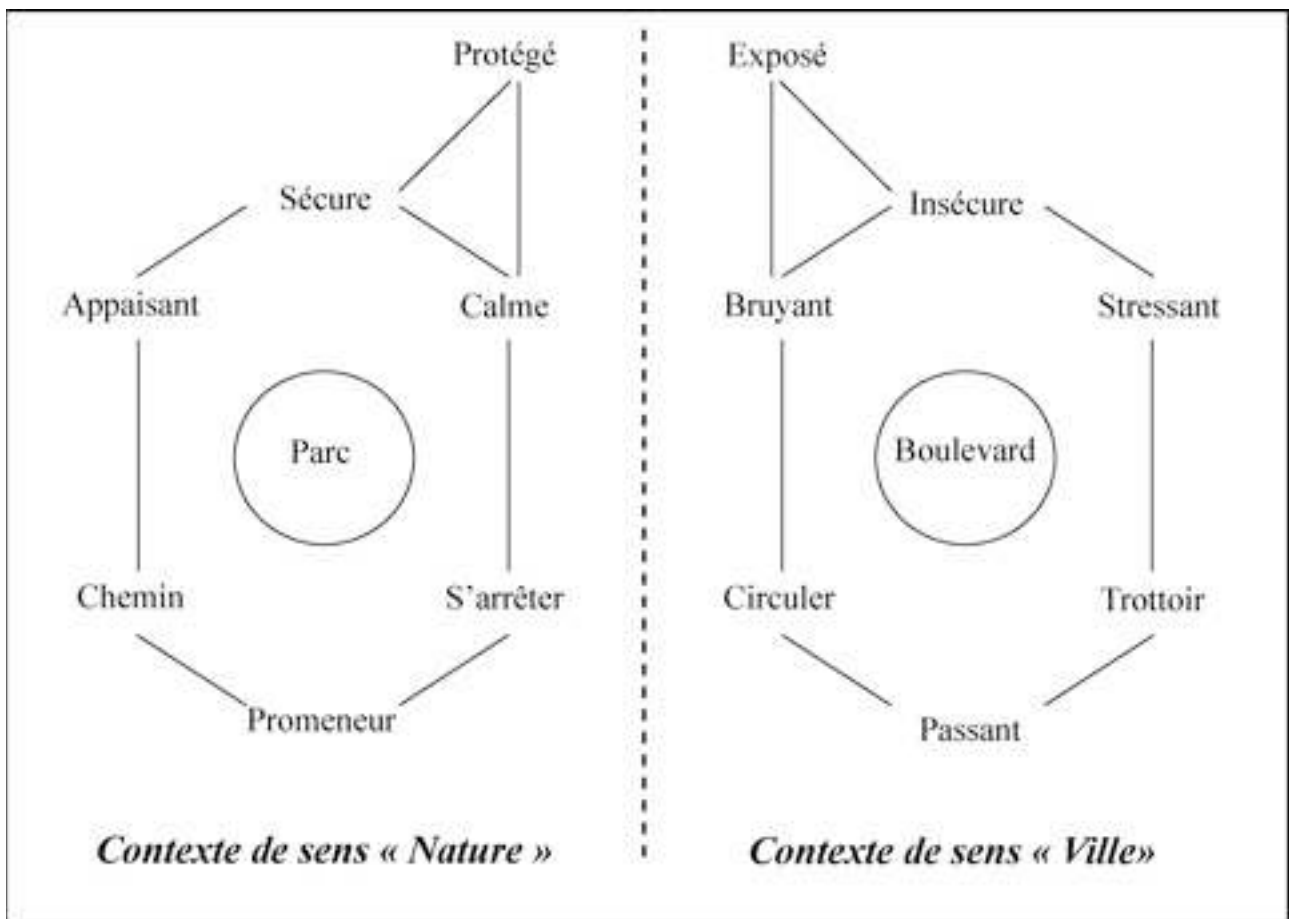 Protégé
Sécure
Appaisant
Calme
Parc
Chemin
S'arrêter
Promeneur
Contexte de sens « Nature »
Exposé
Insécure
Bruyant
Stressant
Boulevard
Circuler
Trottoir
Passant
Contexte de sens « Ville»